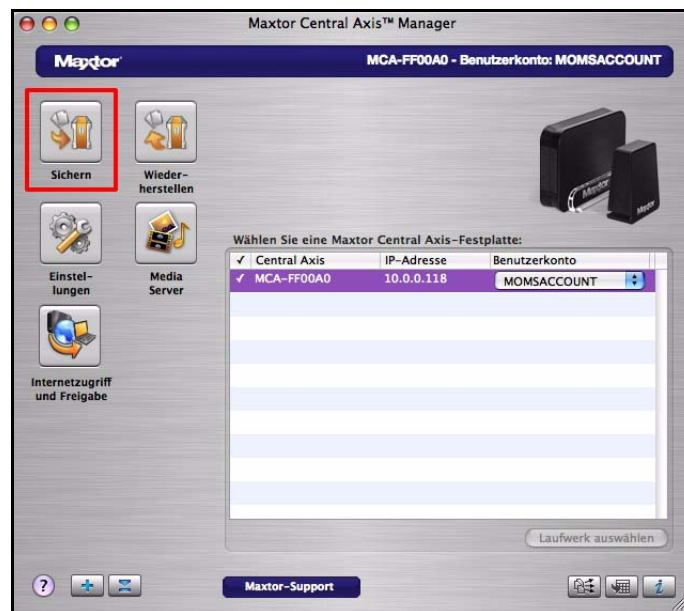 Maxtor Central Axis™ Manager
Maxtor
MCA-FF00A0 - Benutzerkonto: MOMSACCOUNT
Sichern
Wieder-
herstellen
Einstel-
lungen
Media
Server
Internetzugriff
und Freigabe
Maxtor
Maxtor
Wählen Sie eine Maxtor Central Axis-Festplatte:
✓ Central Axis IP-Adresse Benutzerkonto
✓ MCA-FF00A0 10.0.0.118 MOMSACCOUNT
Laufwerk auswählen
? + Maxtor-Support i